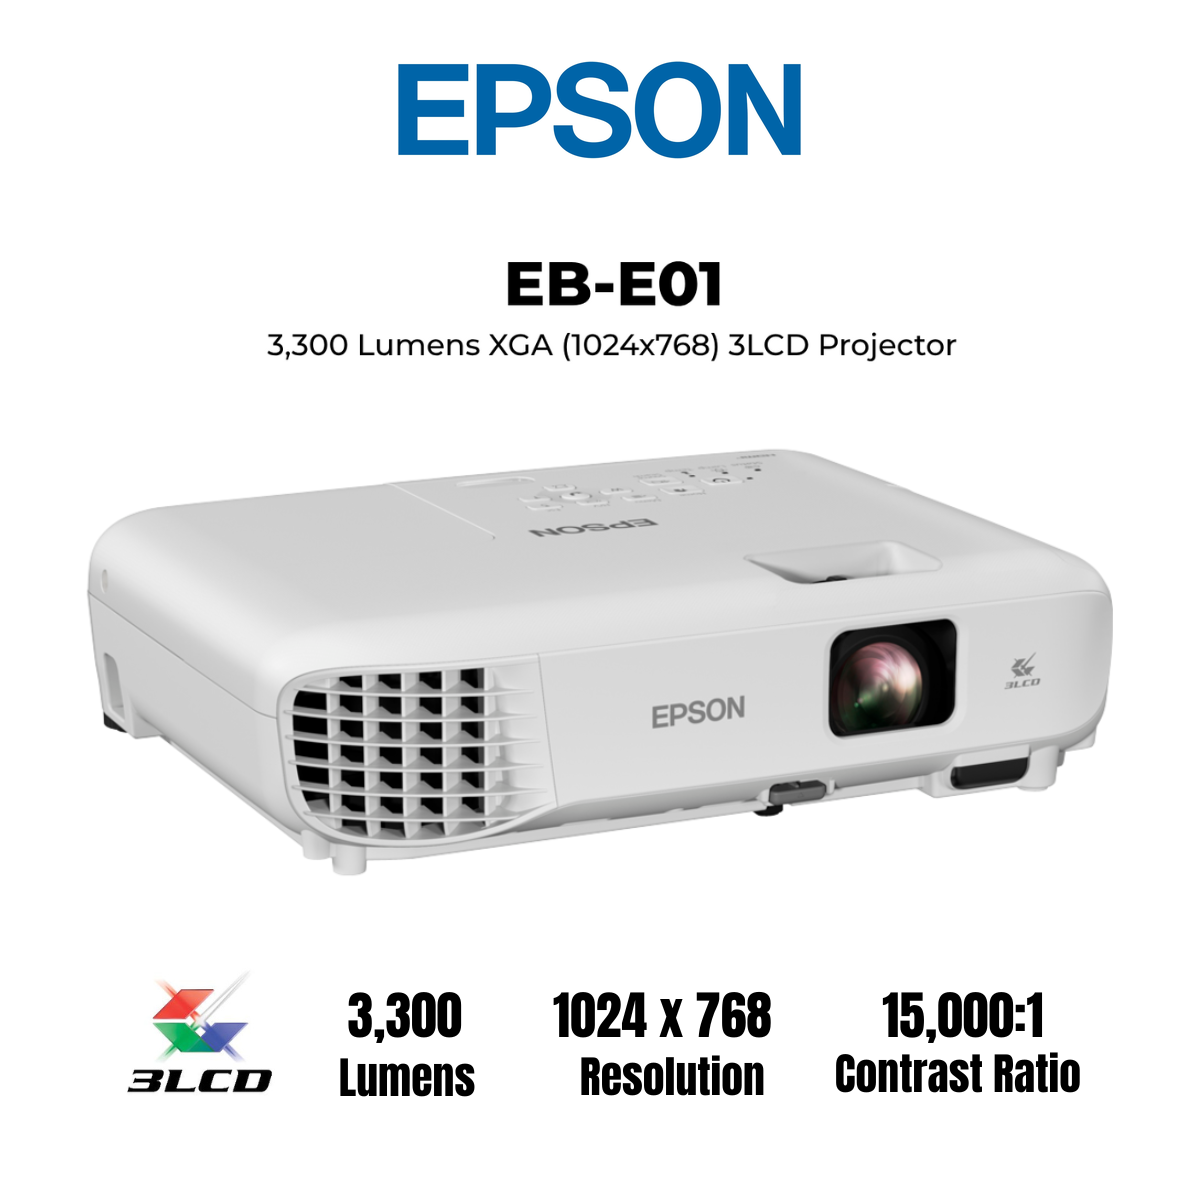 EPSON
EB-E01
3,300 Lumens XGA (1024x768) 3LCD Projector
EPSON
EPSON
3LCD
3LCD
3,300
Lumens
1024 x 768
Resolution
15,000:1
Contrast Ratio